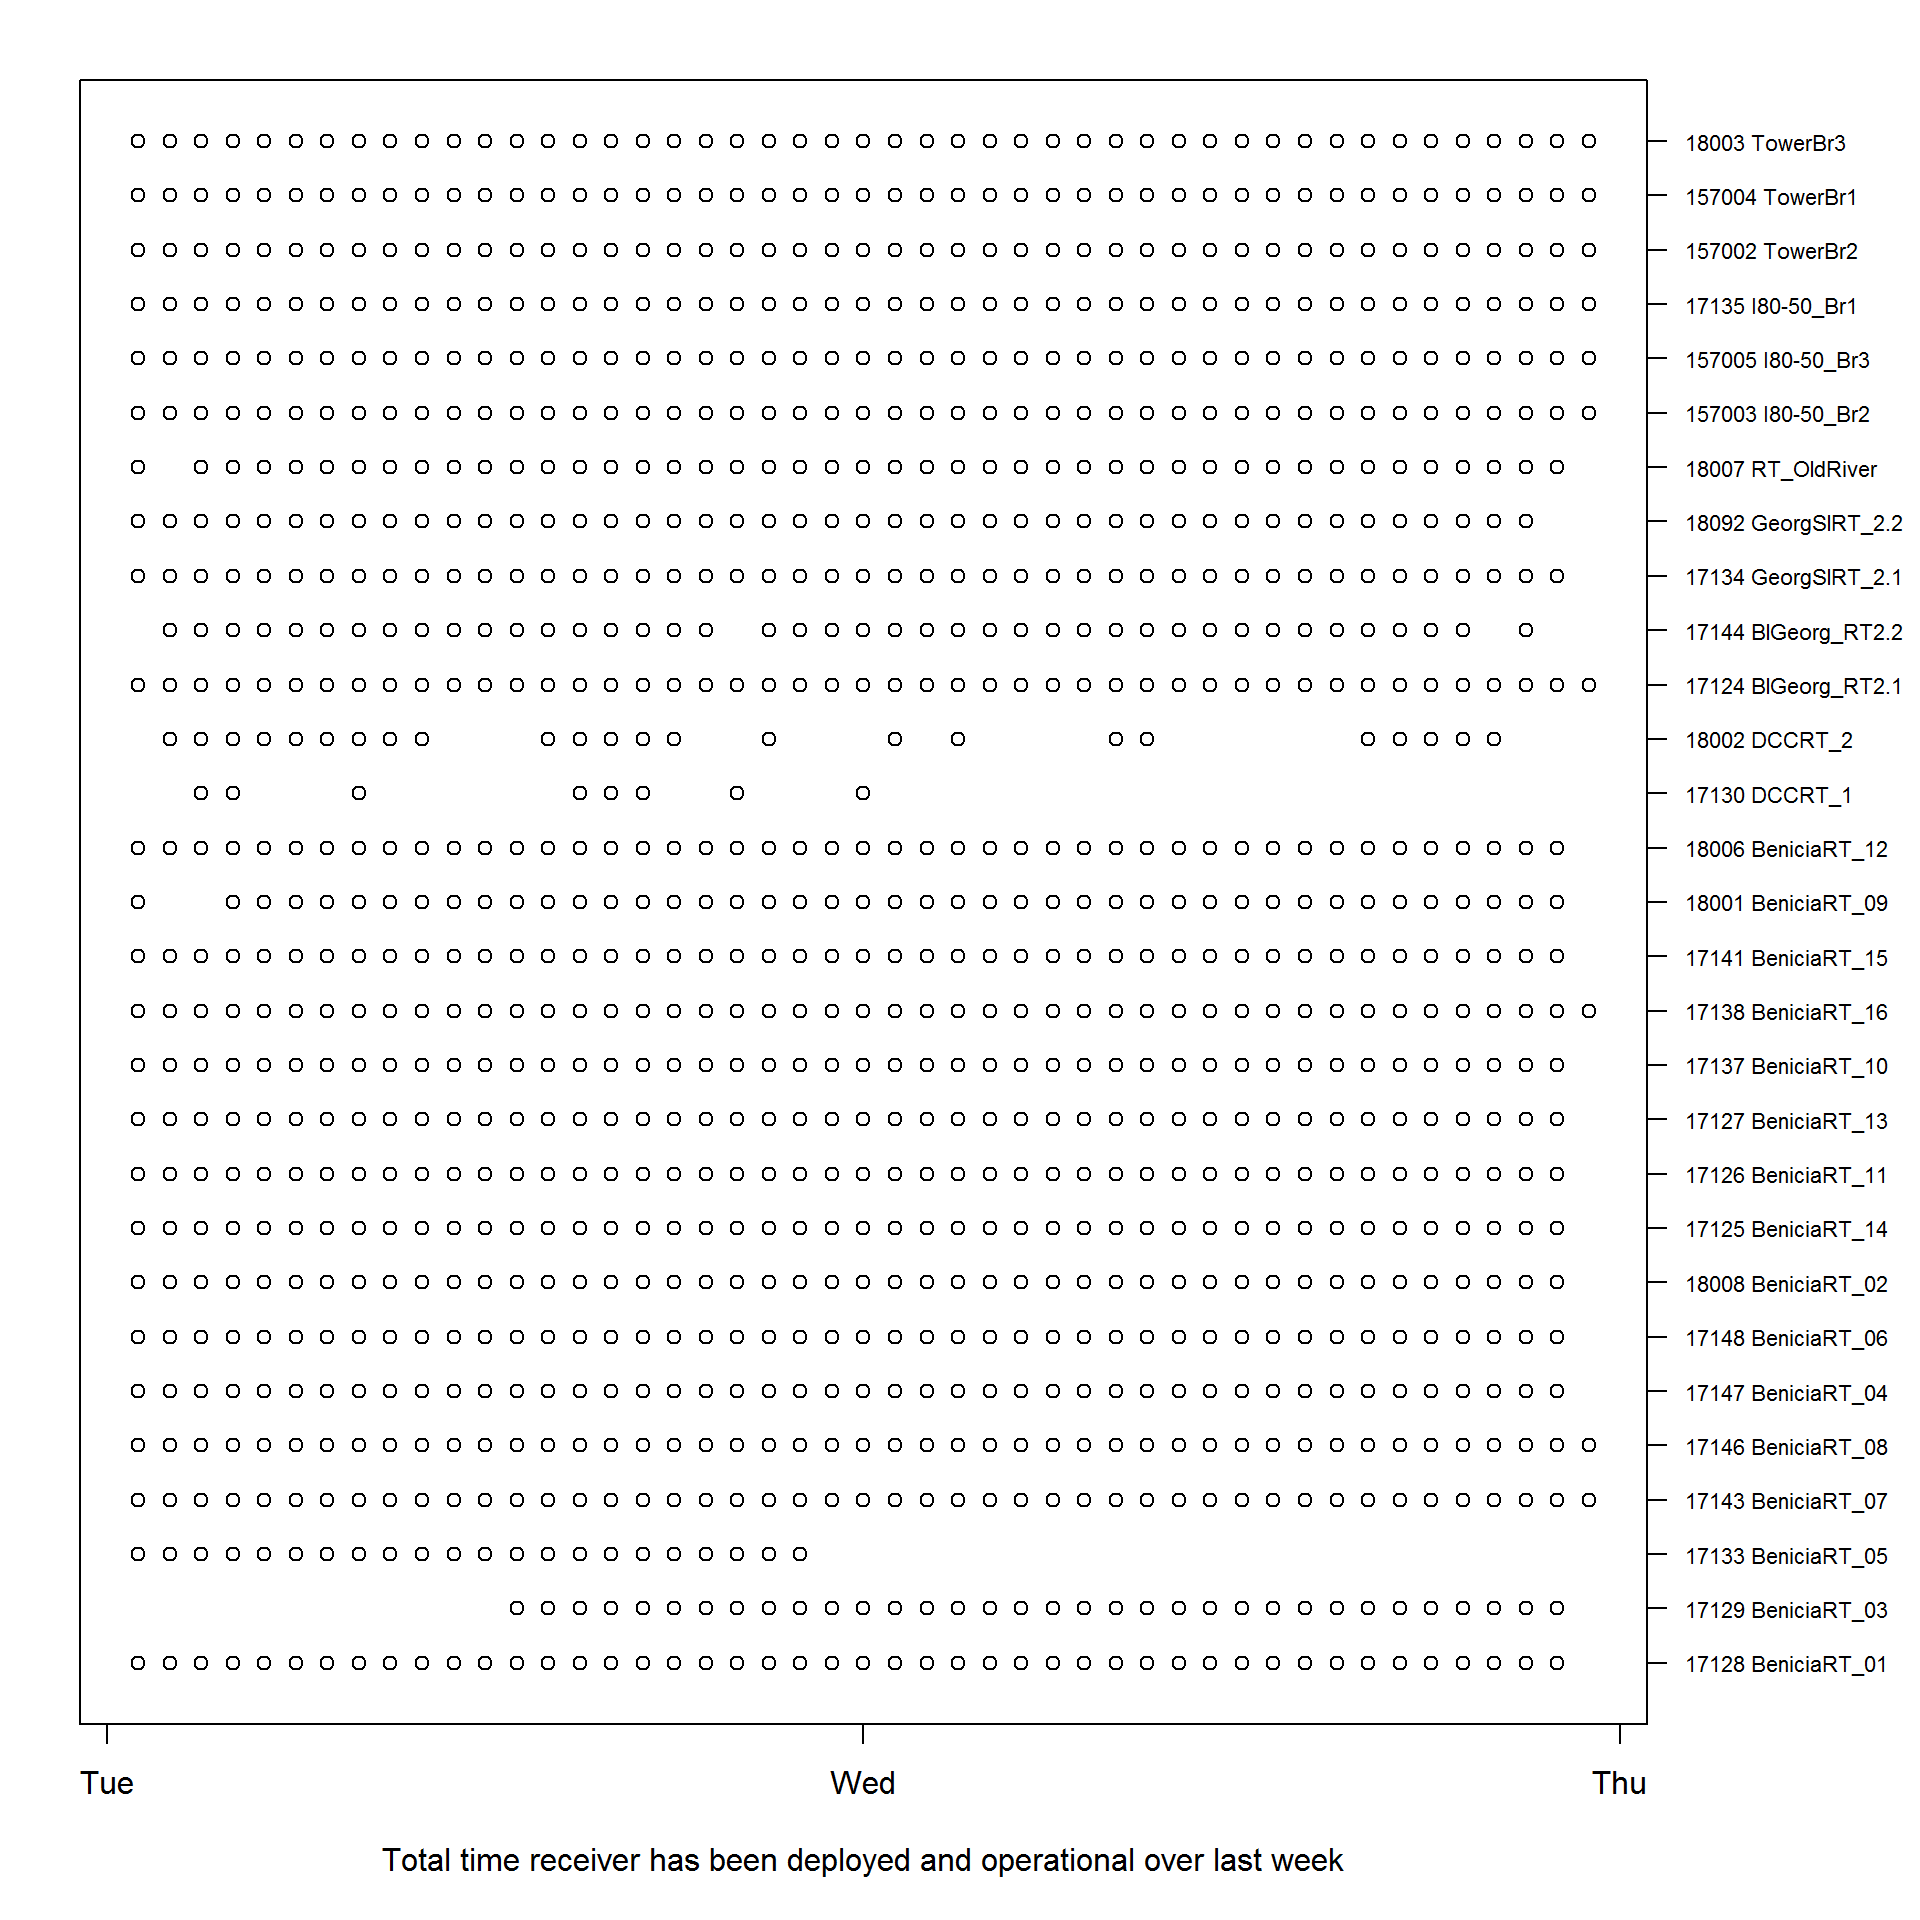 18003 TowerBr3
157004 TowerBr1
157002 TowerBr2
17135 I80-50_Br1
157005 I80-50_Br3
157003 I80-50_Br2
18007 RT_OldRiver
18092 GeorgSlRT_2.2
17134 GeorgSlRT_2.1
17144 BlGeorg_RT2.2
17124 BlGeorg_RT2.1
18002 DCCRT_2
17130 DCCRT_1
18006 BeniciaRT_12
18001 BeniciaRT_09
17141 BeniciaRT_15
17138 BeniciaRT_16
17137 BeniciaRT_10
17127 BeniciaRT_13
17126 BeniciaRT_11
17125 BeniciaRT_14
18008 BeniciaRT_02
17148 BeniciaRT_06
17147 BeniciaRT_04
17146 BeniciaRT_08
17143 BeniciaRT_07
17133 BeniciaRT_05
17129 BeniciaRT_03
17128 BeniciaRT_01
Tue Wed Thu
Total time receiver has been deployed and operational over last week